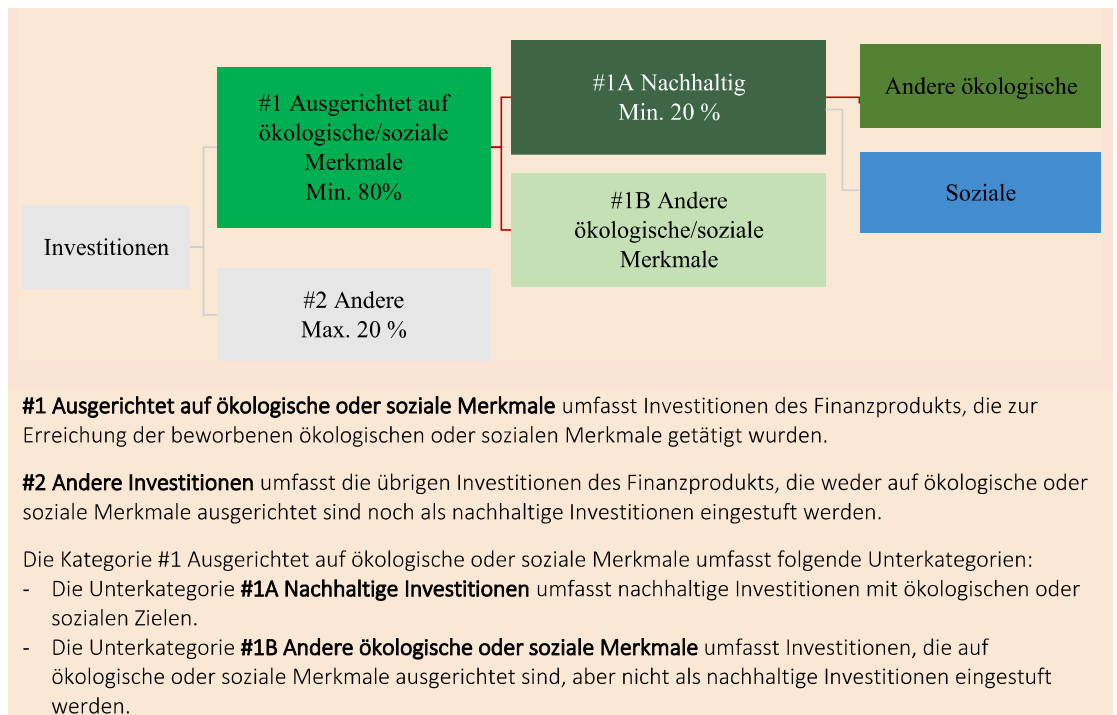 Investitionen
#1 Ausgerichtet auf
ökologische/soziale
Merkmale
Min. 80%
#2 Andere
Max. 20 %
#1A Nachhaltig
Min. 20 %
#1B Andere
ökologische/soziale
Merkmale
Andere ökologische
Soziale
#1 Ausgerichtet auf ökologische oder soziale Merkmale umfasst Investitionen des Finanzprodukts, die zur
Erreichung der beworbenen ökologischen oder sozialen Merkmale getätigt wurden.
#2 Andere Investitionen umfasst die übrigen Investitionen des Finanzprodukts, die weder auf ökologische oder
soziale Merkmale ausgerichtet sind noch als nachhaltige Investitionen eingestuft werden.
Die Kategorie #1 Ausgerichtet auf ökologische oder soziale Merkmale umfasst folgende Unterkategorien:
- Die Unterkategorie #1A Nachhaltige Investitionen umfasst nachhaltige Investitionen mit ökologischen oder
sozialen Zielen.
- Die Unterkategorie #1B Andere ökologische oder soziale Merkmale umfasst Investitionen, die auf
ökologische oder soziale Merkmale ausgerichtet sind, aber nicht als nachhaltige Investitionen eingestuft
werden.